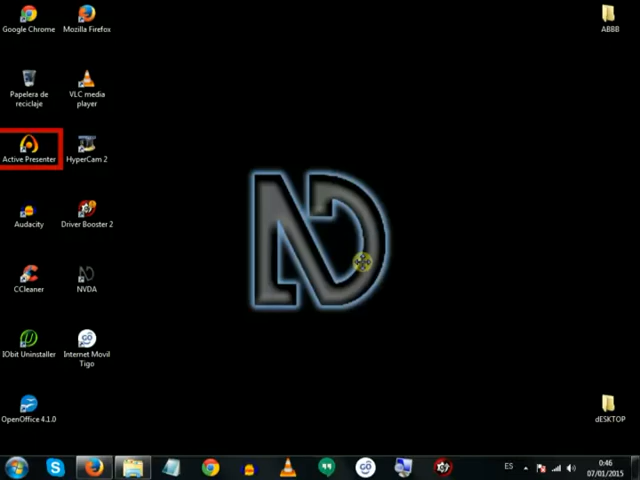 Google Chrome
Mozilla Firefox
ABBB
Papelera de
reciclaje
VLC media
player
Active Presenter
HyperCam 2
Audacity
Driver Booster 2
CCleaner
NVDA
IObit Uninstaller
Internet Movil
Tigo
OpenOffice 4.1.0
dESKTOP
ES
0:46
07/01/2015